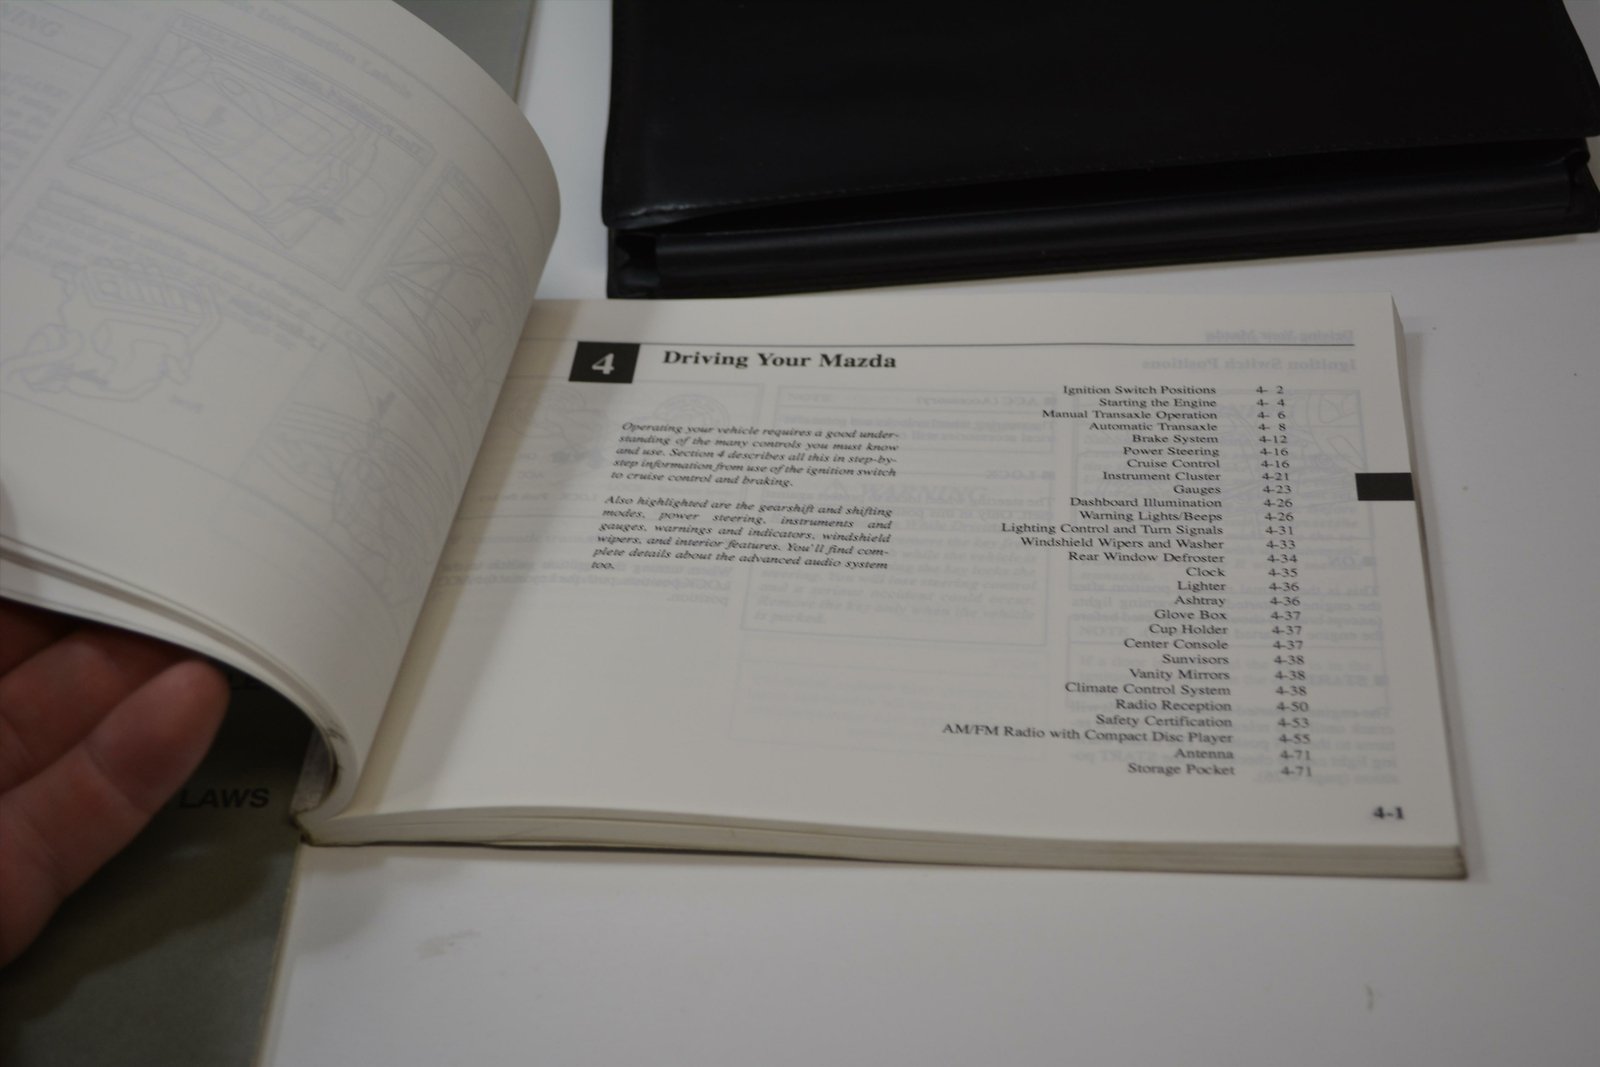 Information Labels
LAWS
4
Driving Your Mazda
Operating your vehicle requires a good under-
standing of the many controls you must know
and use. Section 4 describes all this in step-by-
step information from use of the ignition switch
to cruise control and braking.
Also highlighted are the gearshift and shifting
modes, power steering, instruments and
gauges, warnings and indicators, windshield
wipers, and interior features. You'll find com-
plete details about the advanced audio system
too.
Ignition Switch Positions 4- 2
Starting the Engine 4- 4
Manual Transaxle Operation 4- 6
Automatic Transaxle 4- 8
Brake System 4-12
Power Steering 4-16
Cruise Control 4-16
Instrument Cluster 4-21
Gauges 4-23
Dashboard Illumination 4-26
Warning Lights/Beeps 4-26
Lighting Control and Turn Signals 4-31
Windshield Wipers and Washer 4-33
Rear Window Defroster 4-34
Clock 4-35
Lighter 4-36
Ashtray 4-36
Glove Box 4-37
Cup Holder 4-37
Center Console 4-37
Sunvisors 4-38
Vanity Mirrors 4-38
Climate Control System 4-38
Radio Reception 4-50
Safety Certification 4-53
AM/FM Radio with Compact Disc Player 4-55
Antenna 4-71
Storage Pocket 4-71
4-1